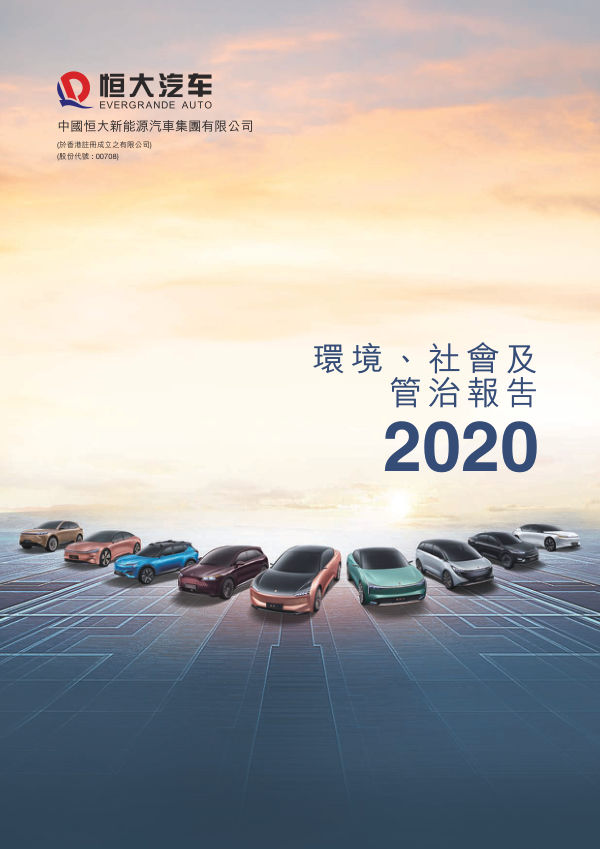 恒大汽车
EVERGRANDE AUTO
中國恒大新能源汽車集團有限公司
(於香港註冊成立之有限公司)
(股份代號 : 00708)
環境、社會及
管治報告
2020